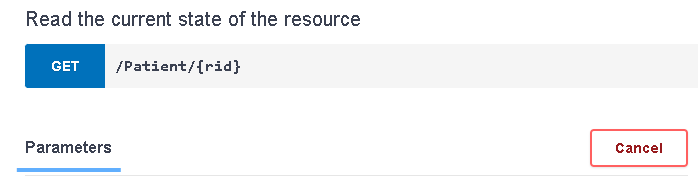 Read the current state of the resource
GET /Patient/{rid}
Parameters Cancel